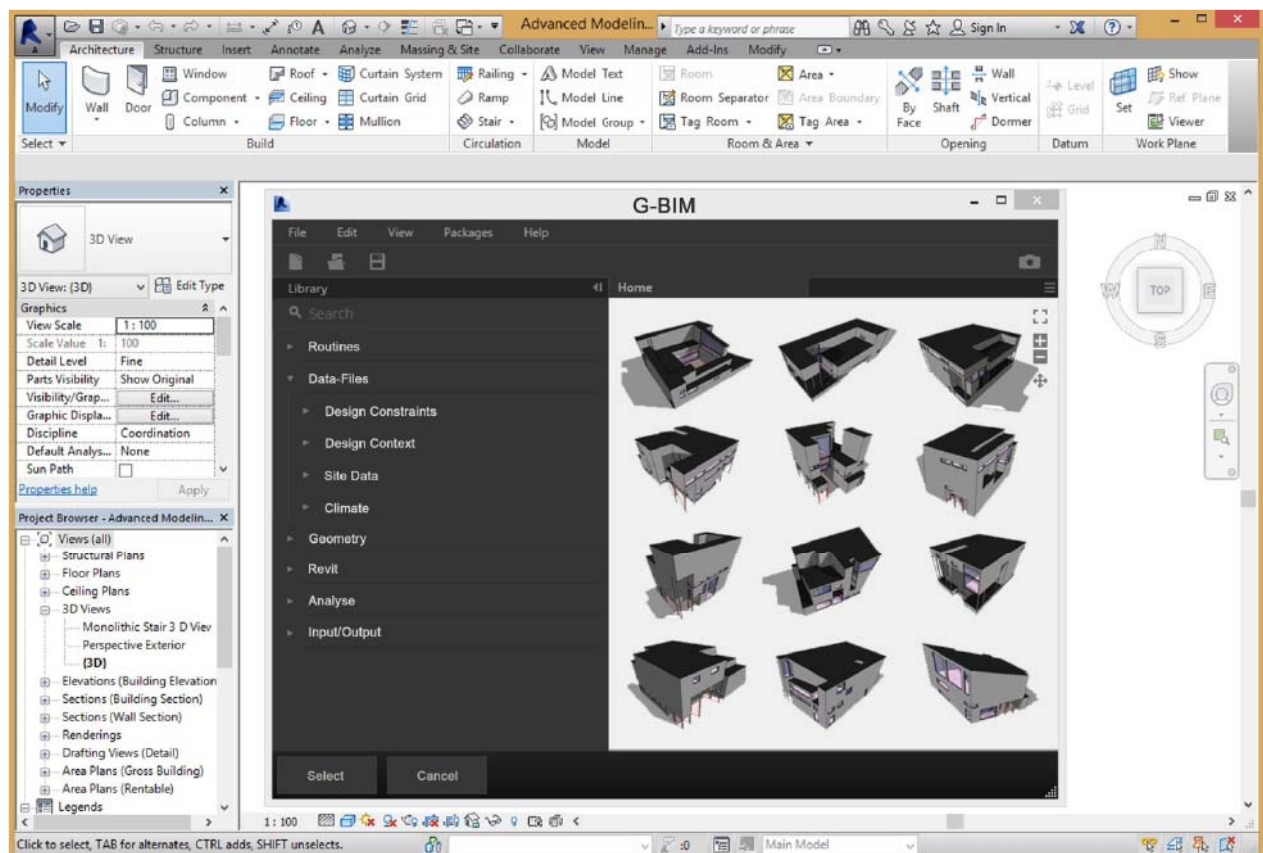 Advanced Modelin...
Type a keyword or phrase
Sign In
Architecture Structure Insert Annotate Analyze Massing & Site Collaborate View Manage Add-Ins Modify
Modify
Wall
Door
Window
Component
Column
Roof
Ceiling
Floor
Curtain System
Curtain Grid
Mullion
Railing
Ramp
Stair
Model Text
Model Line
Model Group
Room
Room Separator
Tag Room
Area
Area Boundary
Tag Area
By Face
Shaft
Wall
Vertical
Dormer
Level
Grid
Set
Show
Ref Plane
Viewer
Select Build Circulation Model Room & Area Opening Datum Work Plane
Properties
3D View
3D View: {3D} Edit Type
Graphics
View Scale 1 : 100
Scale Value 1: 100
Detail Level Fine
Parts Visibility Show Original
Visibility/Grap... Edit...
Graphic Displa... Edit...
Discipline Coordination
Default Analys... None
Sun Path
Properties help Apply
Project Browser - Advanced Modelin...
Views (all)
Structural Plans
Floor Plans
Ceiling Plans
3D Views
Monolithic Stair 3 D Viev
Perspective Exterior
{3D}
Elevations (Building Elevation
Sections (Building Section)
Sections (Wall Section)
Renderings
Drafting Views (Detail)
Area Plans (Gross Building)
Area Plans (Rentable)
Legends
G-BIM
File Edit View Packages Help
Library
Home
Search
Routines
Data-Files
Design Constraints
Design Context
Site Data
Climate
Geometry
Revit
Analyse
Input/Output
Select Cancel
N
W TOP E
S
1 : 100
Click to select, TAB for alternates, CTRL adds, SHIFT unselects.
:0
Main Model